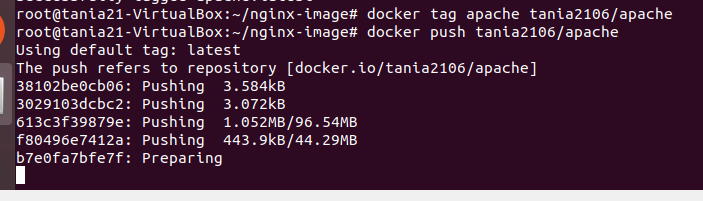 root@tania21-VirtualBox:~/nginx-image# docker tag apache tania2106/apache
root@tania21-VirtualBox:~/nginx-image# docker push tania2106/apache
Using default tag: latest
The push refers to repository [docker.io/tania2106/apache]
38102be0cb06: Pushing  3.584kB
3029103dcbc2: Pushing  3.072kB
613c3f39879e: Pushing  1.052MB/96.54MB
f80496e7412a: Pushing  443.9kB/44.29MB
b7e0fa7bfe7f: Preparing